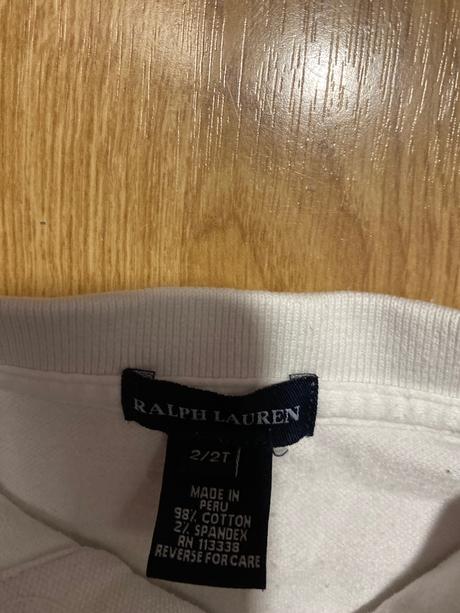 RALPH LAUREN
2/2T
MADE IN
PERU
98% COTTON
2% SPANDEX
RN 113338
REVERSE FOR CARE